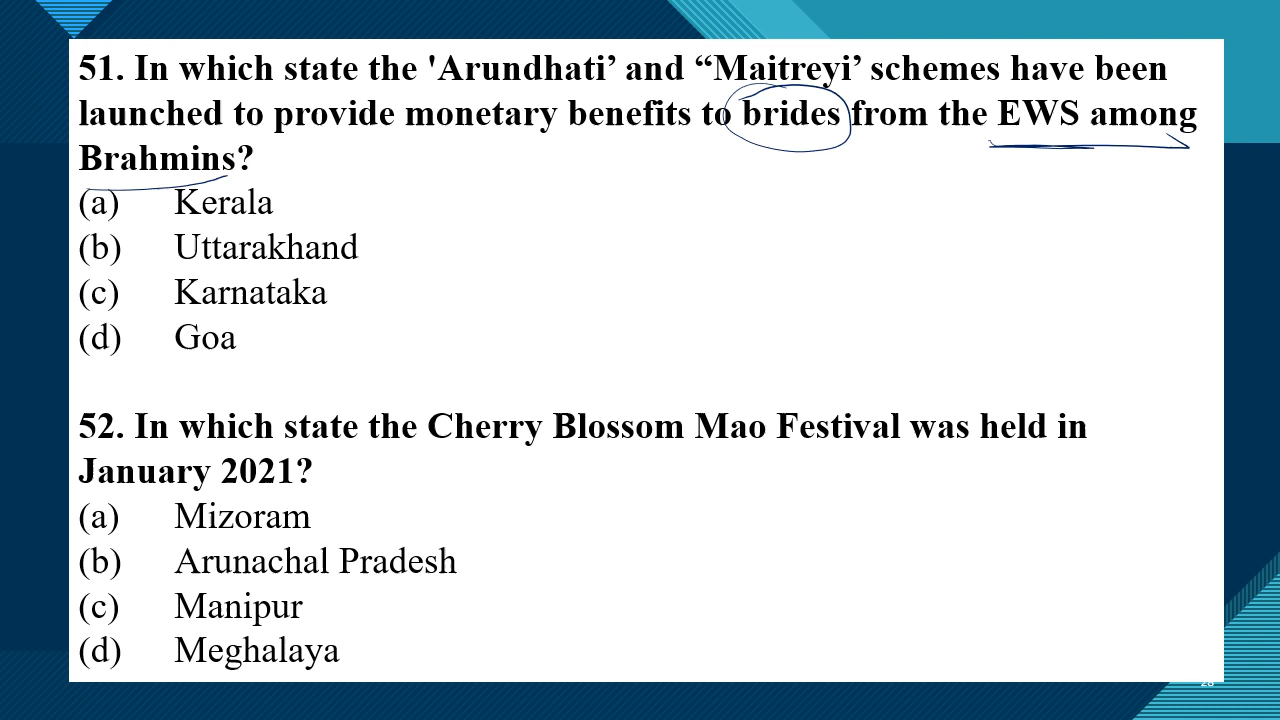 51. In which state the 'Arundhati’ and “Maitreyi’ schemes have been
launched to provide monetary benefits to brides from the EWS among
Brahmins?
(a) Kerala
(b) Uttarakhand
(c) Karnataka
(d) Goa
52. In which state the Cherry Blossom Mao Festival was held in
January 2021?
(a) Mizoram
(b) Arunachal Pradesh
(c) Manipur
(d) Meghalaya